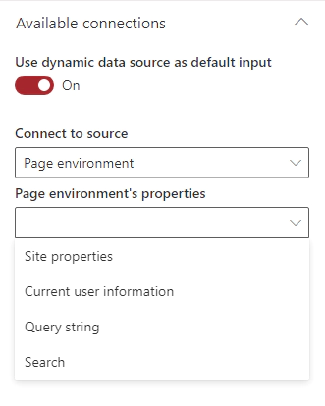 Available connections
Use dynamic data source as default input
On
Connect to source
Page environment
Page environment's properties
Site properties
Current user information
Query string
Search